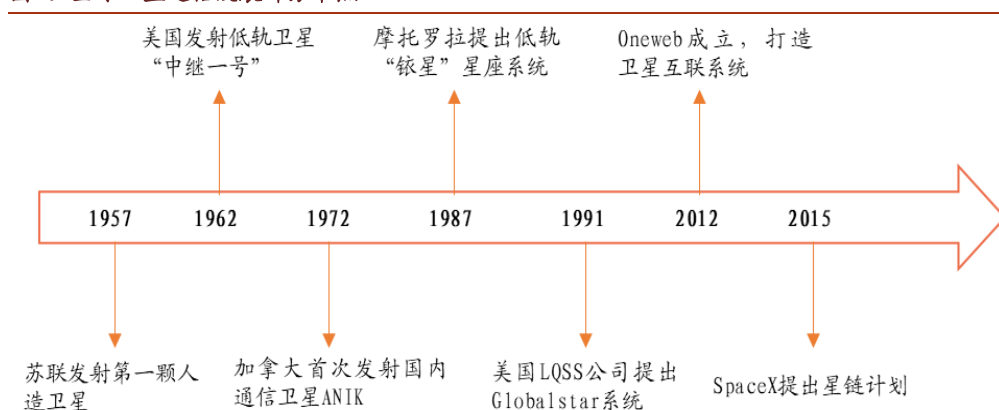 美国发射低轨卫星
“中继一号”
摩托罗拉提出低轨
“铱星”星座系统
Oneweb成立，打造
卫星互联系统
1957 1962 1972 1987 1991 2012 2015
苏联发射第一颗人
造卫星
加拿大首次发射国内
通信卫星ANIK
美国LQSS公司提出
Globalstar系统
SpaceX提出星链计划